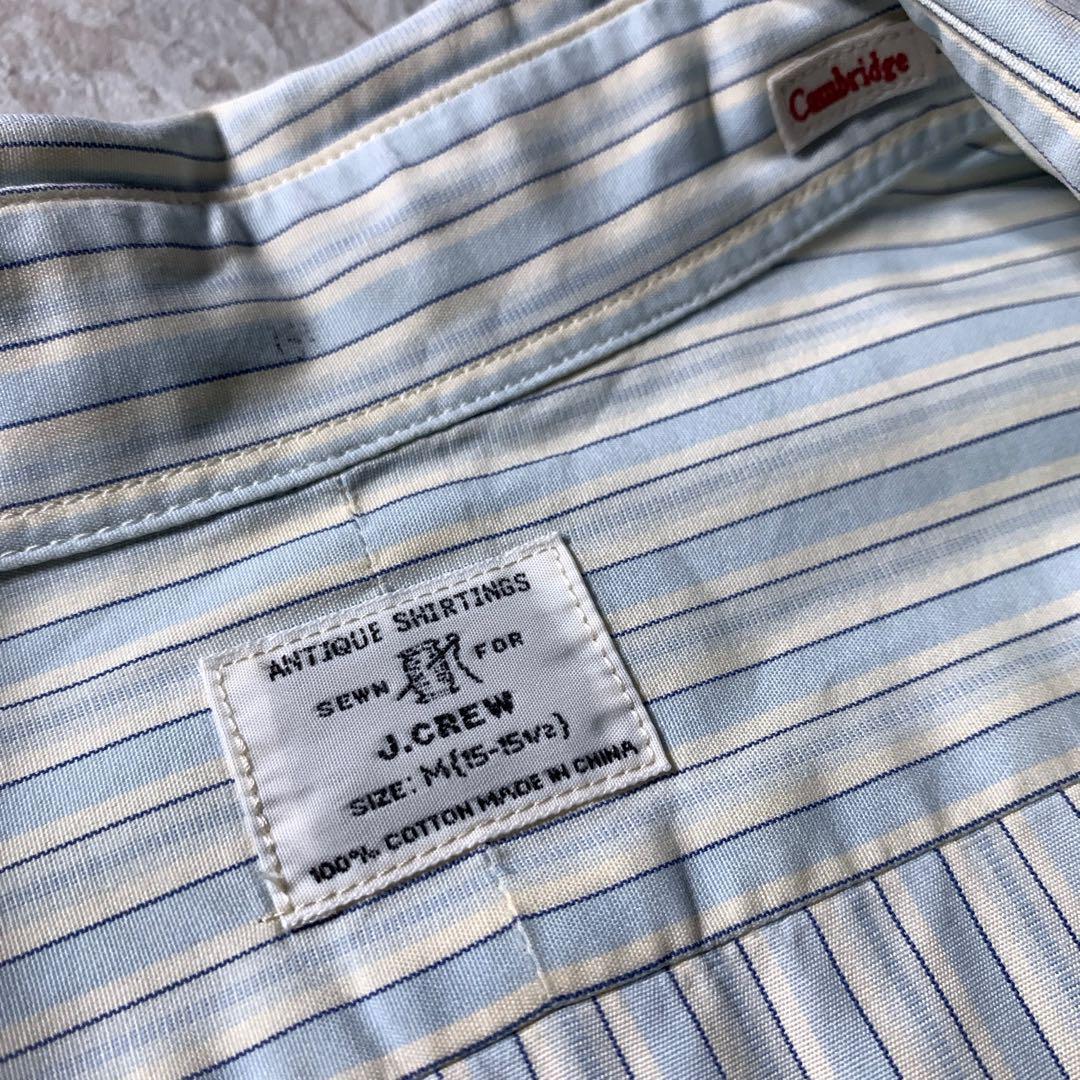 Cambridge
ANTIQUE SHIRTINGS
SEWN FOR
J.CREW
SIZE: M{15-15½}
100% COTTON MADE IN CHINA